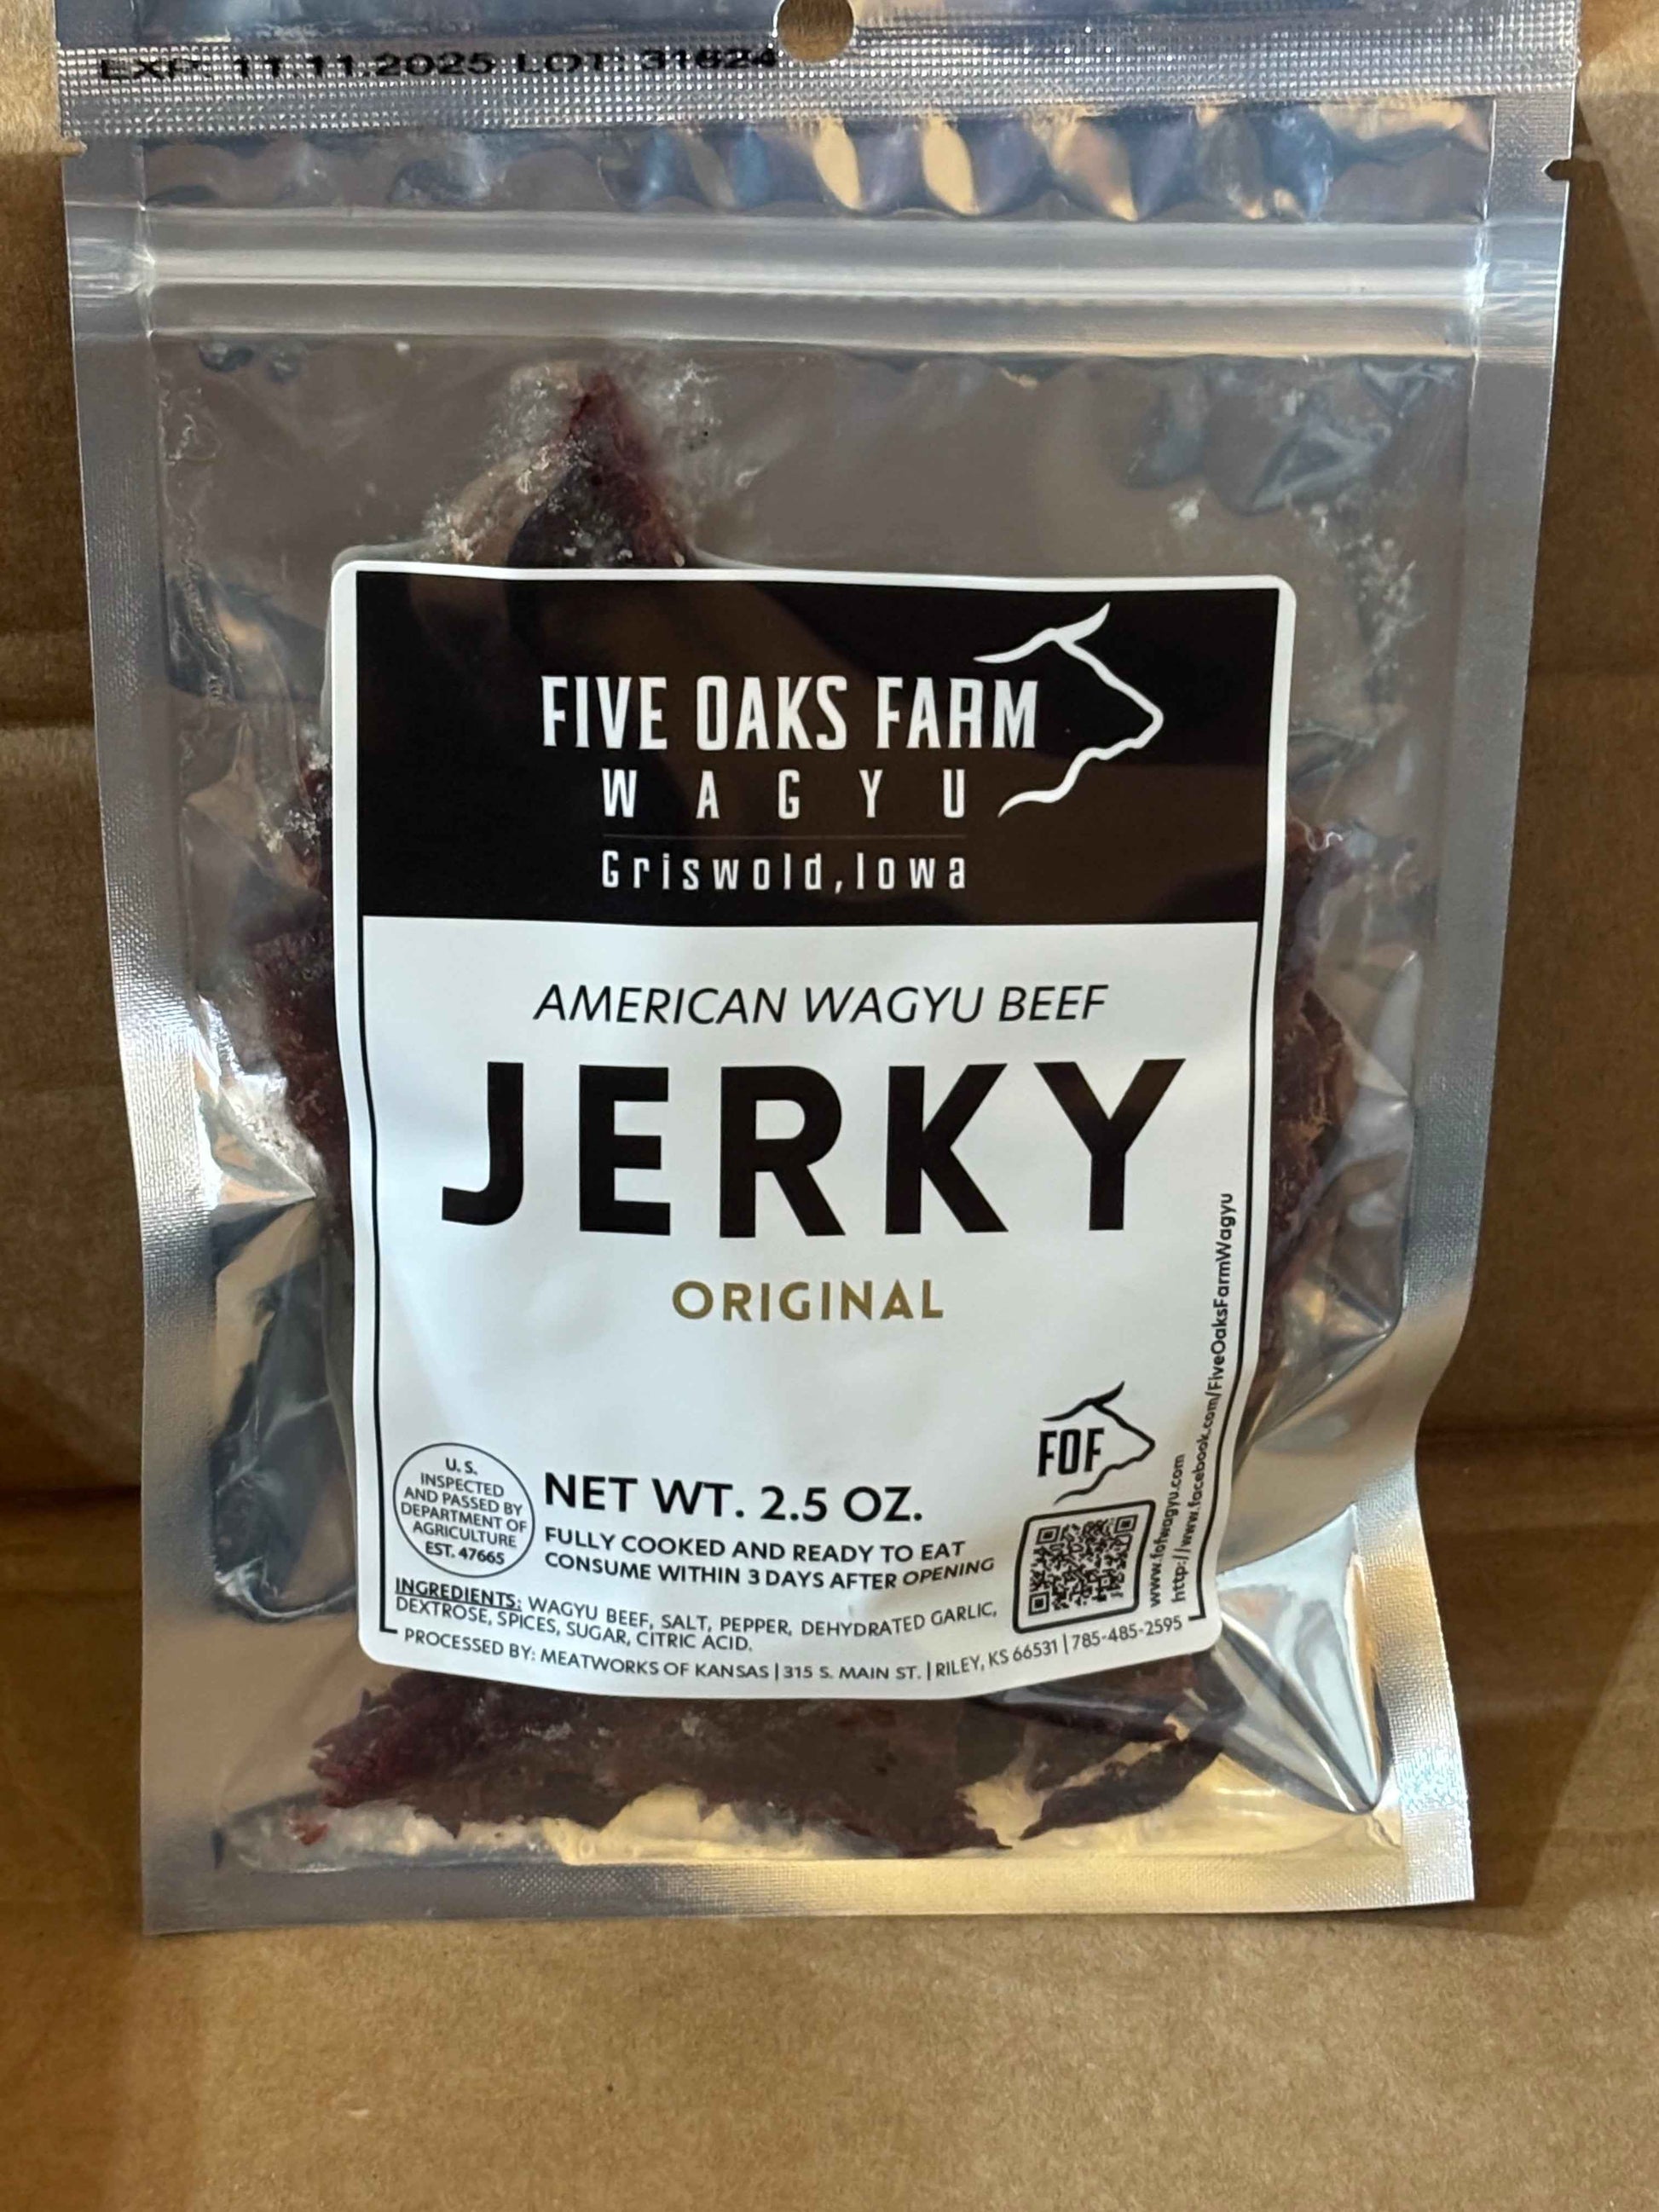 EXP: 11.11.2025 LOT: 31624
FIVE OAKS FARM
WAGYU
Griswold, Iowa
AMERICAN WAGYU BEEF
JERKY
ORIGINAL
FOF
U. S.
INSPECTED
AND PASSED BY
DEPARTMENT OF
AGRICULTURE
EST. 47665
NET WT. 2.5 OZ.
FULLY COOKED AND READY TO EAT
CONSUME WITHIN 3 DAYS AFTER OPENING
www.fofwagyu.com
http://www.facebook.com/FiveOaksFarmWagyu
INGREDIENTS: WAGYU BEEF, SALT, PEPPER, DEHYDRATED GARLIC,
DEXTROSE, SPICES, SUGAR, CITRIC ACID.
PROCESSED BY: MEATWORKS OF KANSAS | 315 S. MAIN ST. | RILEY, KS 66531 | 785-485-2595